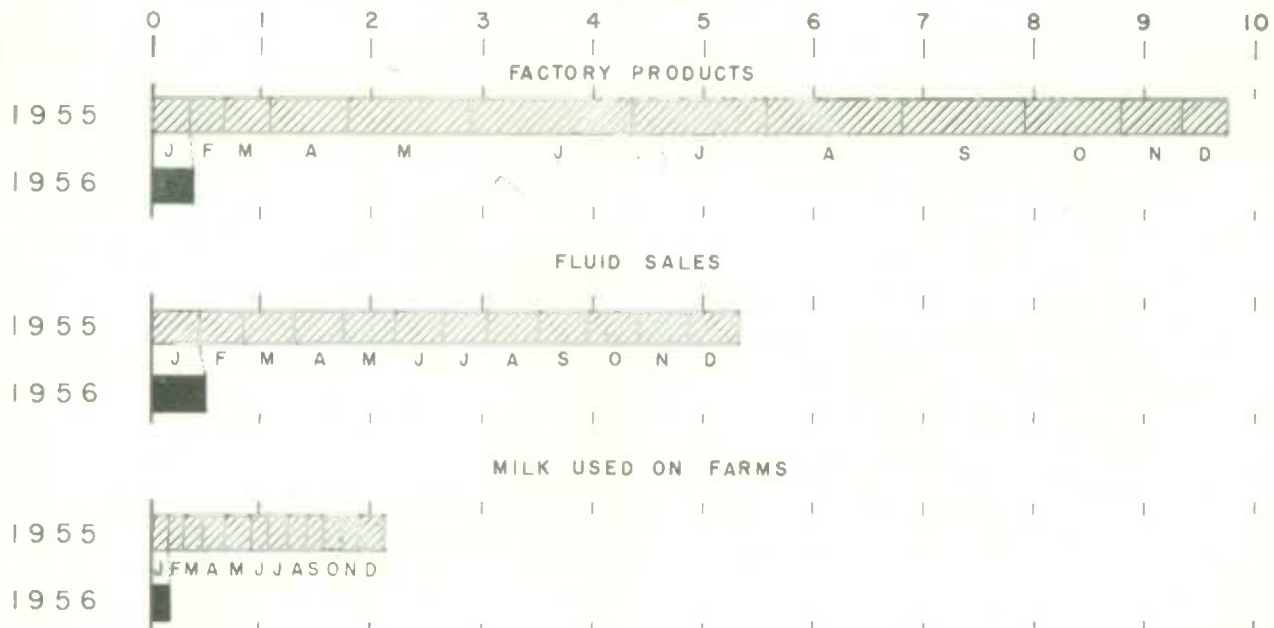 0 1 2 3 4 5 6 7 8 9 10
FACTORY PRODUCTS
1955
J F M A M J J A S O N D
1956
FLUID SALES
1955
J F M A M J J A S O N D
1956
MILK USED ON FARMS
1955
J F M A M J J A S O N D
1956